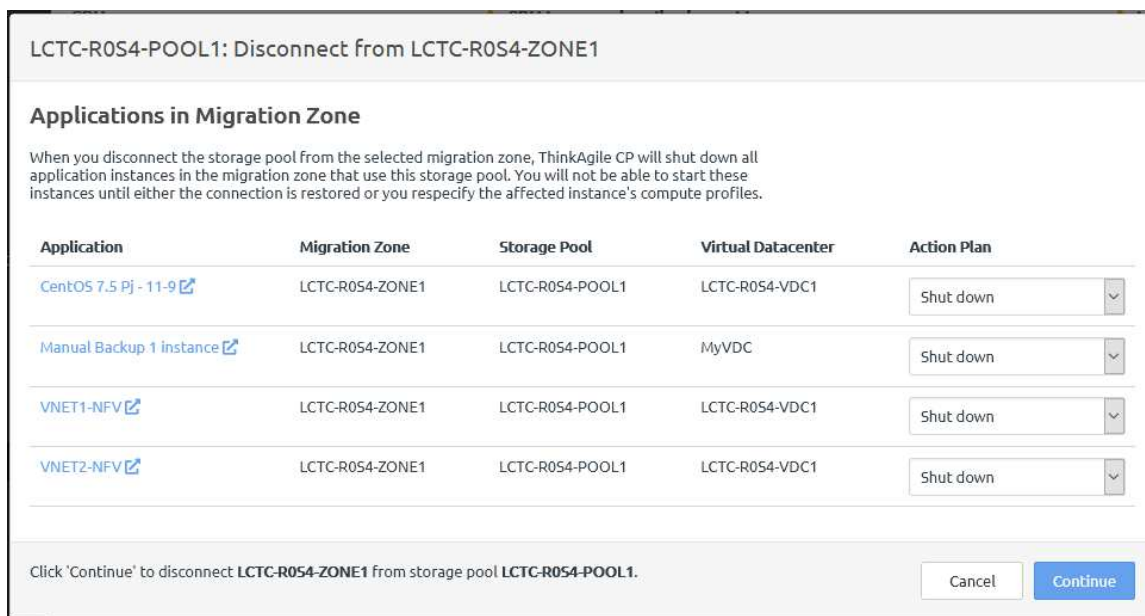 LCTC-R0S4-POOL1: Disconnect from LCTC-R0S4-ZONE1
Applications in Migration Zone
When you disconnect the storage pool from the selected migration zone, ThinkAgile CP will shut down all
application instances in the migration zone that use this storage pool. You will not be able to start these
instances until either the connection is restored or you respecify the affected instance's compute profiles.
Application Migration Zone Storage Pool Virtual Datacenter Action Plan
CentOS 7.5 Pj - 11-9 LCTC-R0S4-ZONE1 LCTC-R0S4-POOL1 LCTC-R0S4-VDC1 Shut down
Manual Backup 1 instance LCTC-R0S4-ZONE1 LCTC-R0S4-POOL1 MyVDC Shut down
VNET1-NFV LCTC-R0S4-ZONE1 LCTC-R0S4-POOL1 LCTC-R0S4-VDC1 Shut down
VNET2-NFV LCTC-R0S4-ZONE1 LCTC-R0S4-POOL1 LCTC-R0S4-VDC1 Shut down
Click 'Continue' to disconnect LCTC-R0S4-ZONE1 from storage pool LCTC-R0S4-POOL1.
Cancel Continue